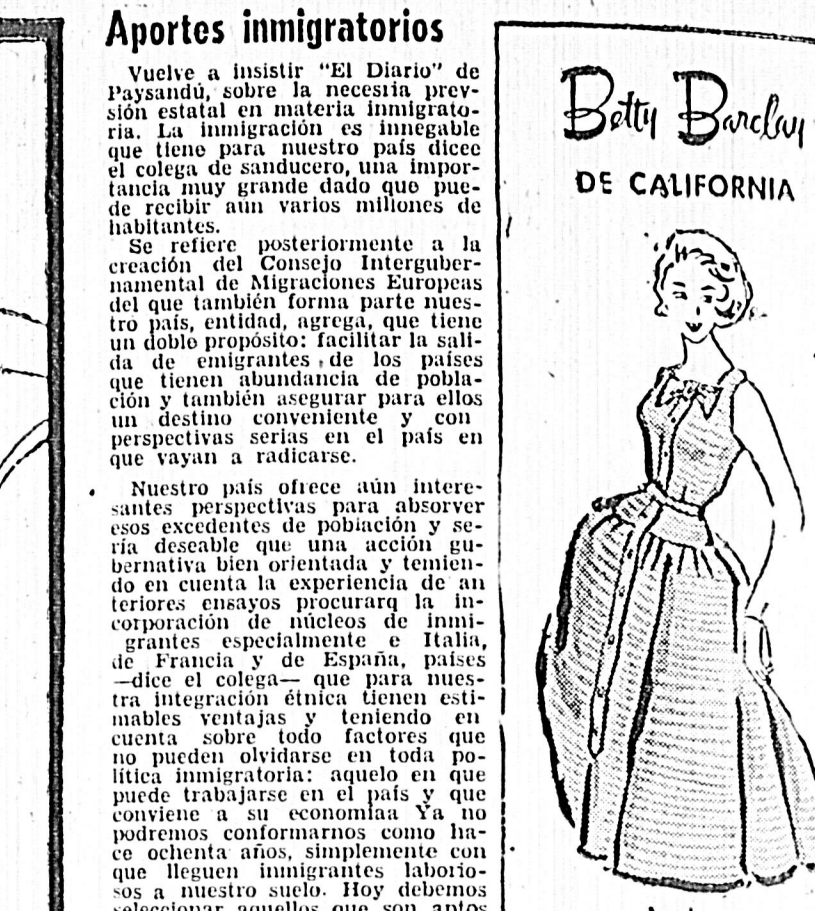 Aportes inmigratorios
Vuelve a insistir "El Diario" de
Paysandú, sobre la necesria prev-
sión estatal en materia inmigrato-
ria. La inmigración es innegable
que tiene para nuestro país dicee
el colega de sanducero, una impor-
tancia muy grande dado que pue-
de recibir aún varios millones de
habitantes.
Se refiere posteriormente a la
creación del Consejo Interguber-
namental de Migraciones Europeas
del que también forma parte nues-
tro país, entidad, agrega, que tiene
un doble propósito: facilitar la sali-
da de emigrantes de los países
que tienen abundancia de pobla-
ción y también asegurar para ellos
un destino conveniente y con
perspectivas serias en el país en
que vayan a radicarse.
Nuestro país ofrece aún intere-
santes perspectivas para absorver
esos excedentes de población y se-
ría deseable que una acción gu-
bernativa bien orientada y temien-
do en cuenta la experiencia de an
teriores ensayos procurarq la in-
corporación de núcleos de inmi-
grantes especialmente e Italia,
de Francia y de España, países
—dice el colega— que para nues-
tra integración étnica tienen esti-
mables ventajas y teniendo en
cuenta sobre todo factores que
no pueden olvidarse en toda po-
lítica inmigratoria: aquelo en que
puede trabajarse en el país y que
conviene a su economíaa Ya no
podremos conformarnos como ha-
ce ochenta años, simplemente con
que lleguen inmigrantes laborio-
sos a nuestro suelo. Hoy debemos
seleccionar aquellos que son aptos
Betty Barclay
DE CALIFORNIA